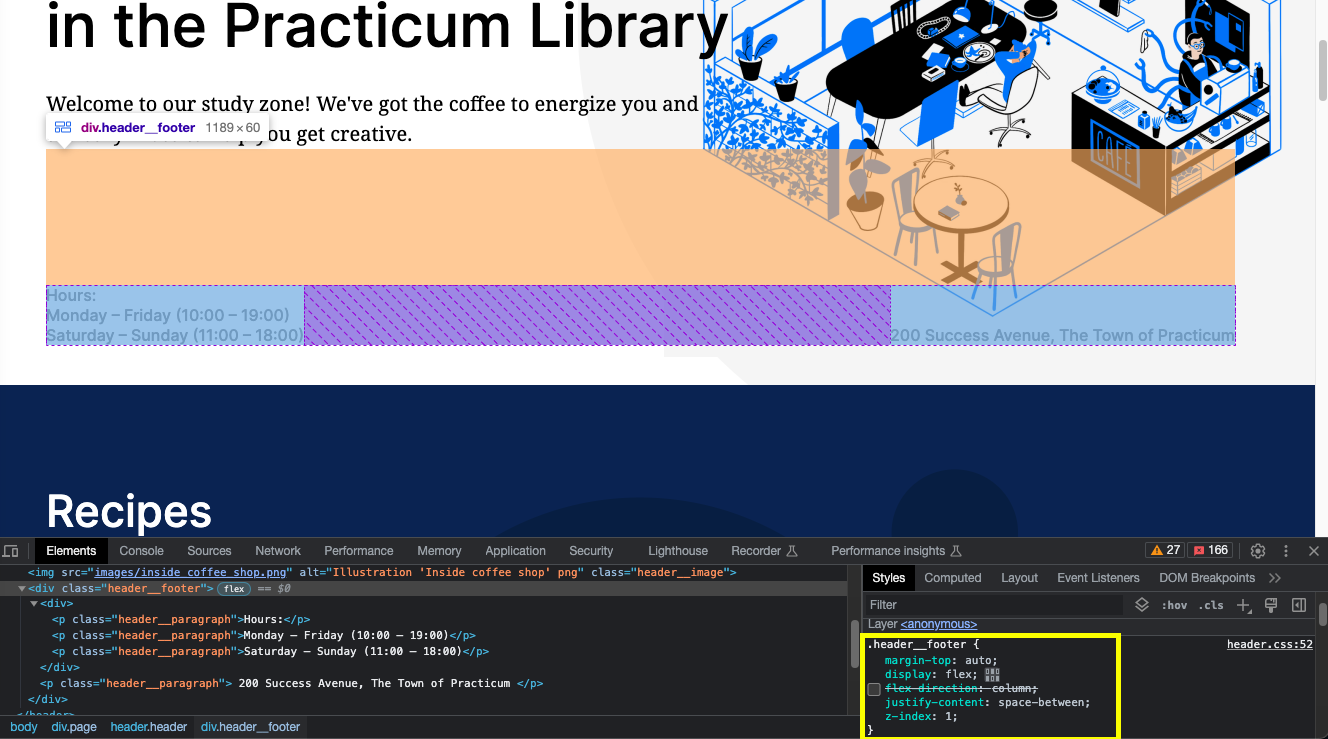 in the Practicum Library
Welcome to our study zone! We've got the coffee to energize you and
you get creative.
div.header__footer 1189 × 60
CAFE
Hours:
Monday – Friday (10:00 – 19:00)
Saturday – Sunday (11:00 – 18:00)
200 Success Avenue, The Town of Practicum
Recipes
Elements Console Sources Network Performance Memory Application Security Lighthouse Recorder Performance insights 27 166
<img src="images/inside coffee shop.png" alt="Illustration 'Inside coffee shop' png" class="header__image">
<div class="header__footer"> flex == $0
<div>
<p class="header__paragraph">Hours:</p>
<p class="header__paragraph">Monday – Friday (10:00 – 19:00)</p>
<p class="header__paragraph">Saturday – Sunday (11:00 – 18:00)</p>
</div>
<p class="header__paragraph"> 200 Success Avenue, The Town of Practicum </p>
</div>
</header>
body div.page header.header div.header__footer
Styles Computed Layout Event Listeners DOM Breakpoints
Filter :hov .cls
Layer <anonymous>
.header__footer { header.css:52
margin-top: auto;
display: flex;
flex-direction: column;
justify-content: space-between;
z-index: 1;
}